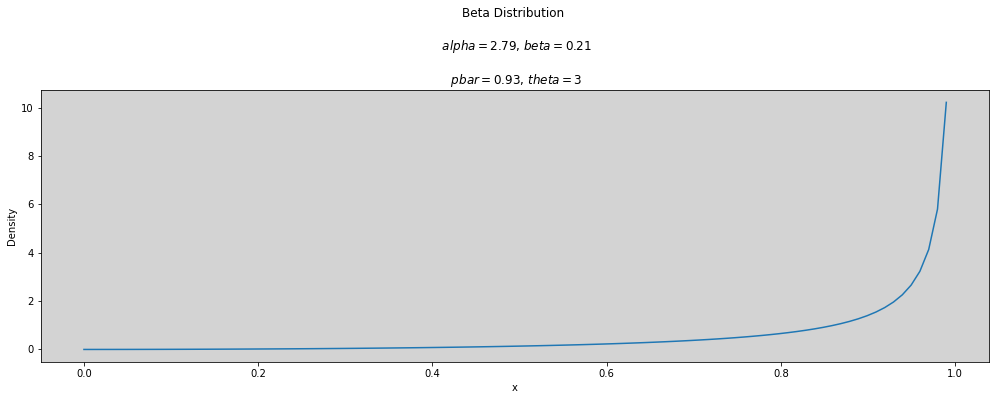 Beta Distribution
alpha = 2.79, beta = 0.21
pbar = 0.93, theta = 3
10
8
6
4
2
0
Density
0.0 0.2 0.4 0.6 0.8 1.0
x